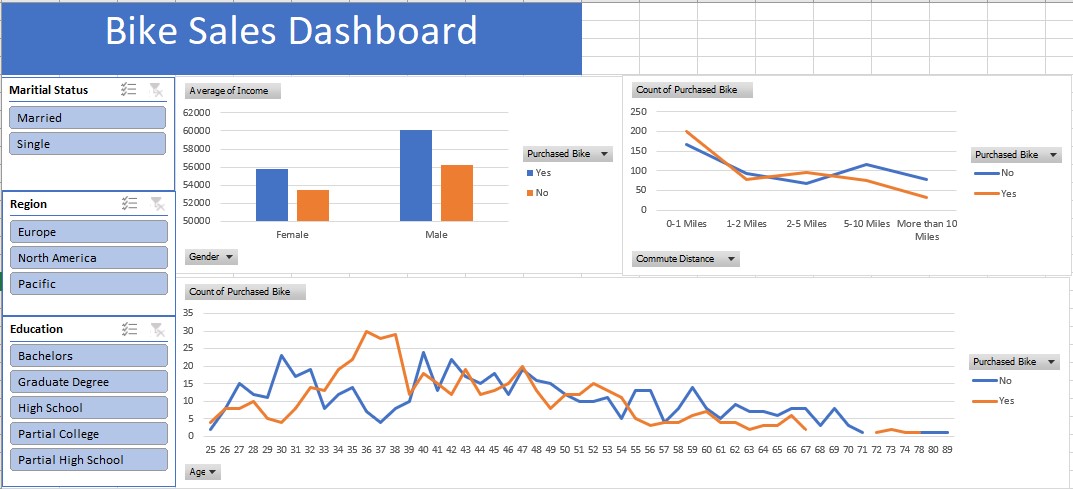 Bike Sales Dashboard
Maritial Status
Married
Single
Region
Europe
North America
Pacific
Education
Bachelors
Graduate Degree
High School
Partial College
Partial High School
Average of Income
62000
60000
58000
56000
54000
52000
50000
Female Male
Purchased Bike
Yes
No
Gender
Count of Purchased Bike
250
200
150
100
50
0
0-1 Miles 1-2 Miles 2-5 Miles 5-10 Miles More than 10
Miles
Purchased Bike
No
Yes
Commute Distance
Count of Purchased Bike
35
30
25
20
15
10
5
0
25 26 27 28 29 30 31 32 33 34 35 36 37 38 39 40 41 42 43 44 45 46 47 48 49 50 51 52 53 54 55 56 57 58 59 60 61 62 63 64 65 66 67 68 69 70 71 72 73 74 78 80 89
Purchased Bike
No
Yes
Age